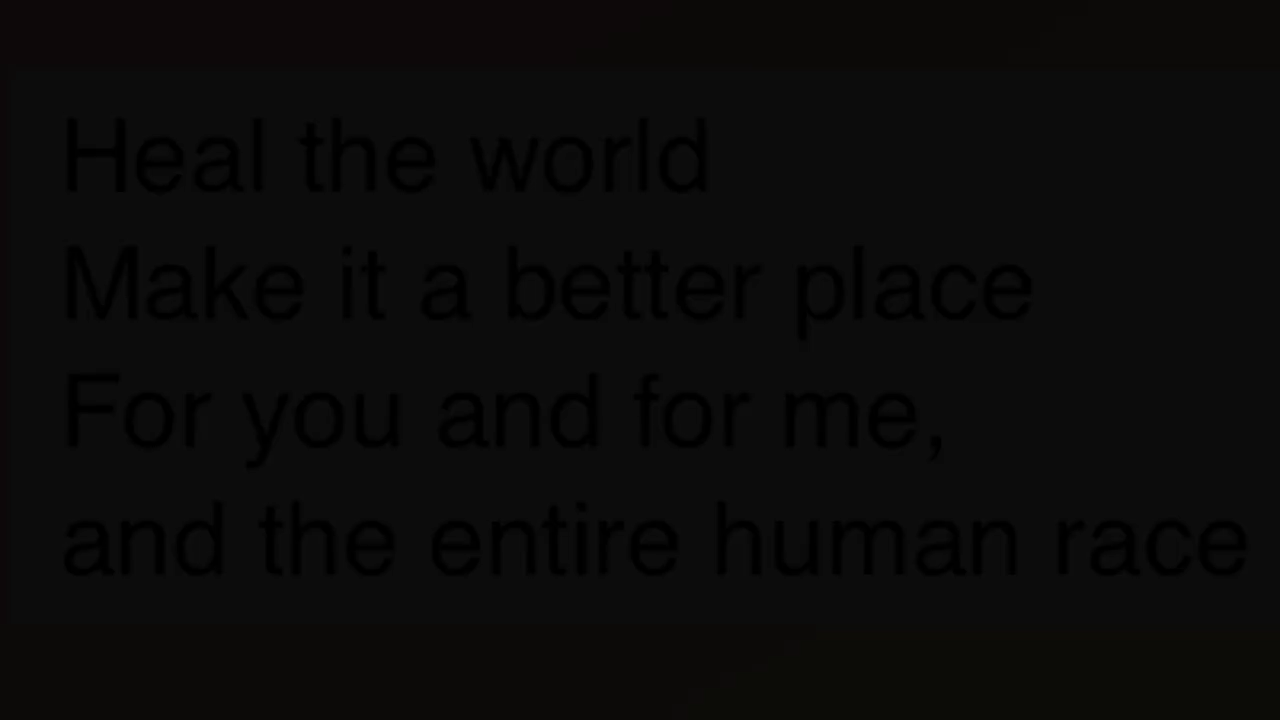 Heal the world
Make it a better place
For you and for me,
and the entire human race